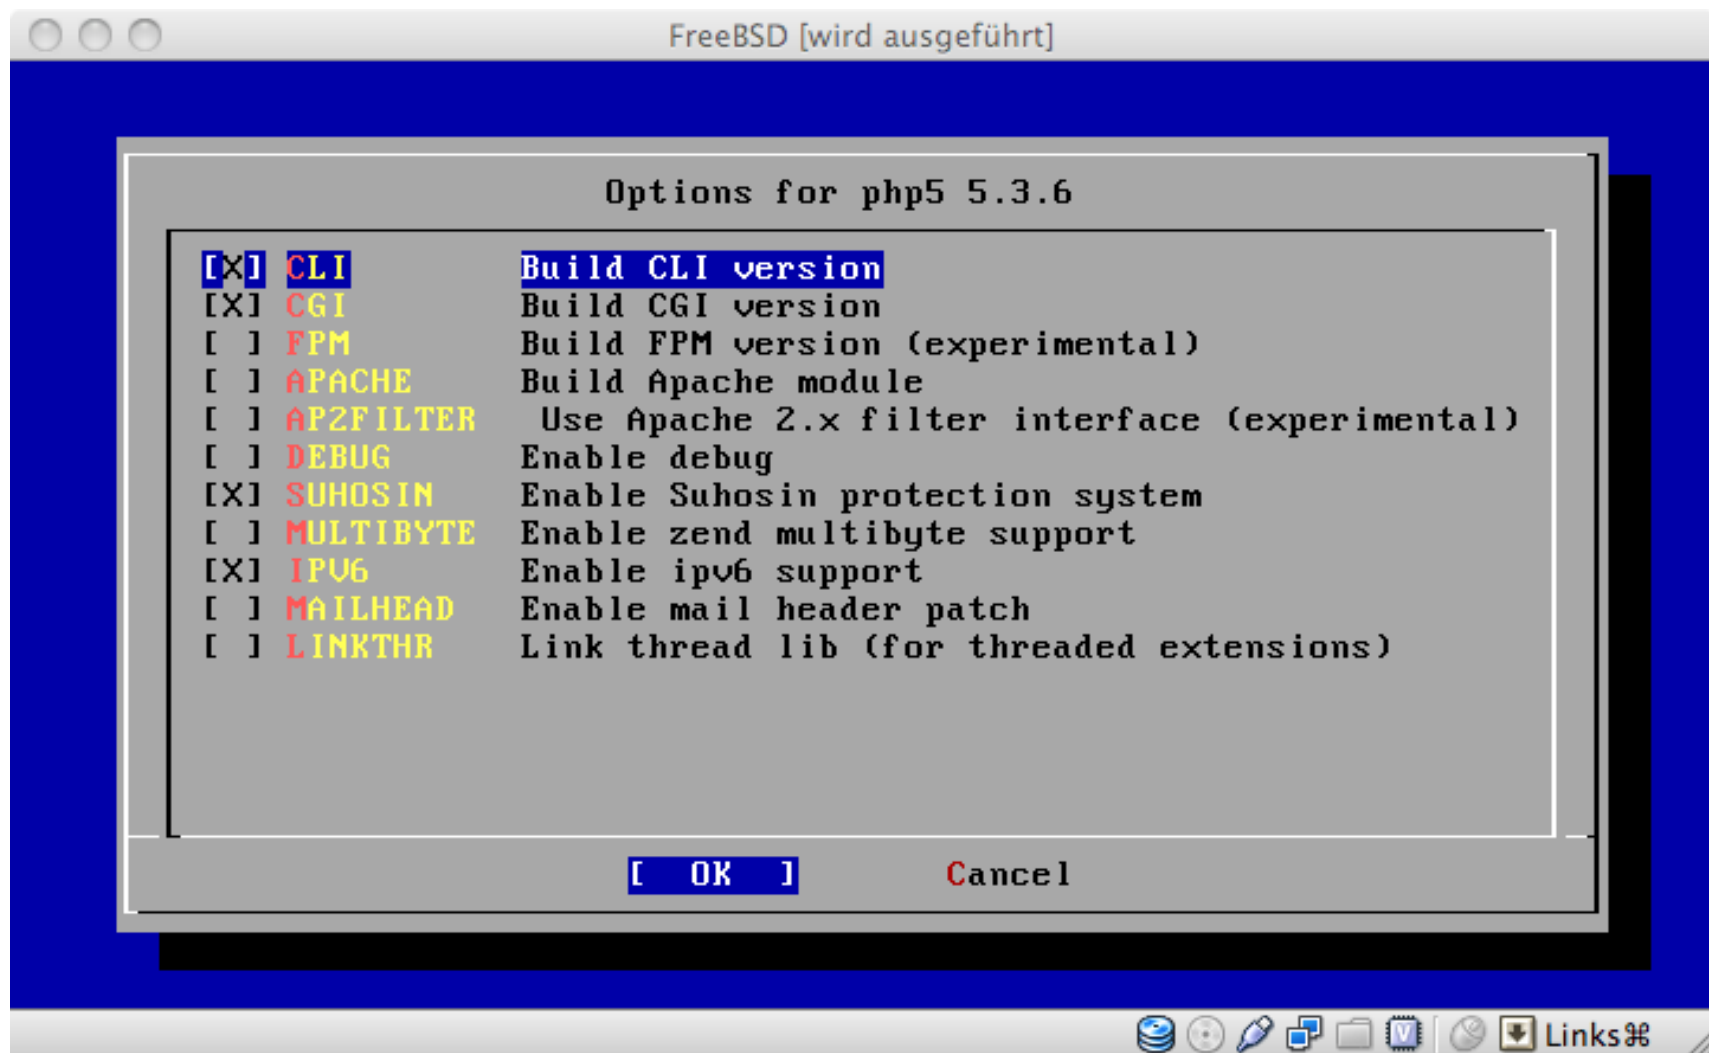 FreeBSD [wird ausgeführt]
Options for php5 5.3.6
[X] CLI Build CLI version
[X] CGI Build CGI version
[ ] FPM Build FPM version (experimental)
[ ] APACHE Build Apache module
[ ] AP2FILTER Use Apache 2.x filter interface (experimental)
[ ] DEBUG Enable debug
[X] SUHOSIN Enable Suhosin protection system
[ ] MULTIBYTE Enable zend multibyte support
[X] IPV6 Enable ipv6 support
[ ] MAILHEAD Enable mail header patch
[ ] LINKTHR Link thread lib (for threaded extensions)
[ OK ] Cancel
Links⌘